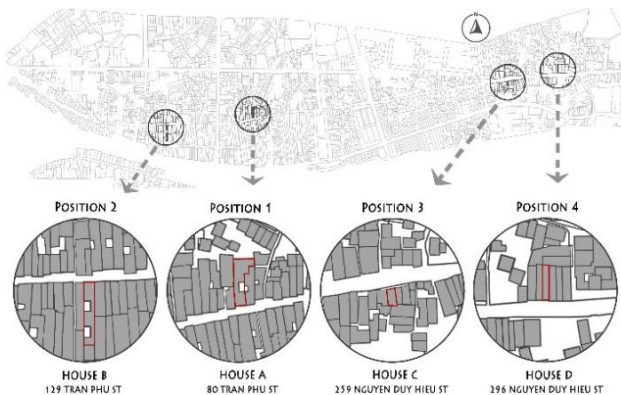 N
POSITION 2
POSITION 1
POSITION 3
POSITION 4
HOUSE B
129 TRAN PHU ST
HOUSE A
80 TRAN PHU ST
HOUSE C
259 NGUYEN DUY HIEU ST
HOUSE D
296 NGUYEN DUY HIEU ST